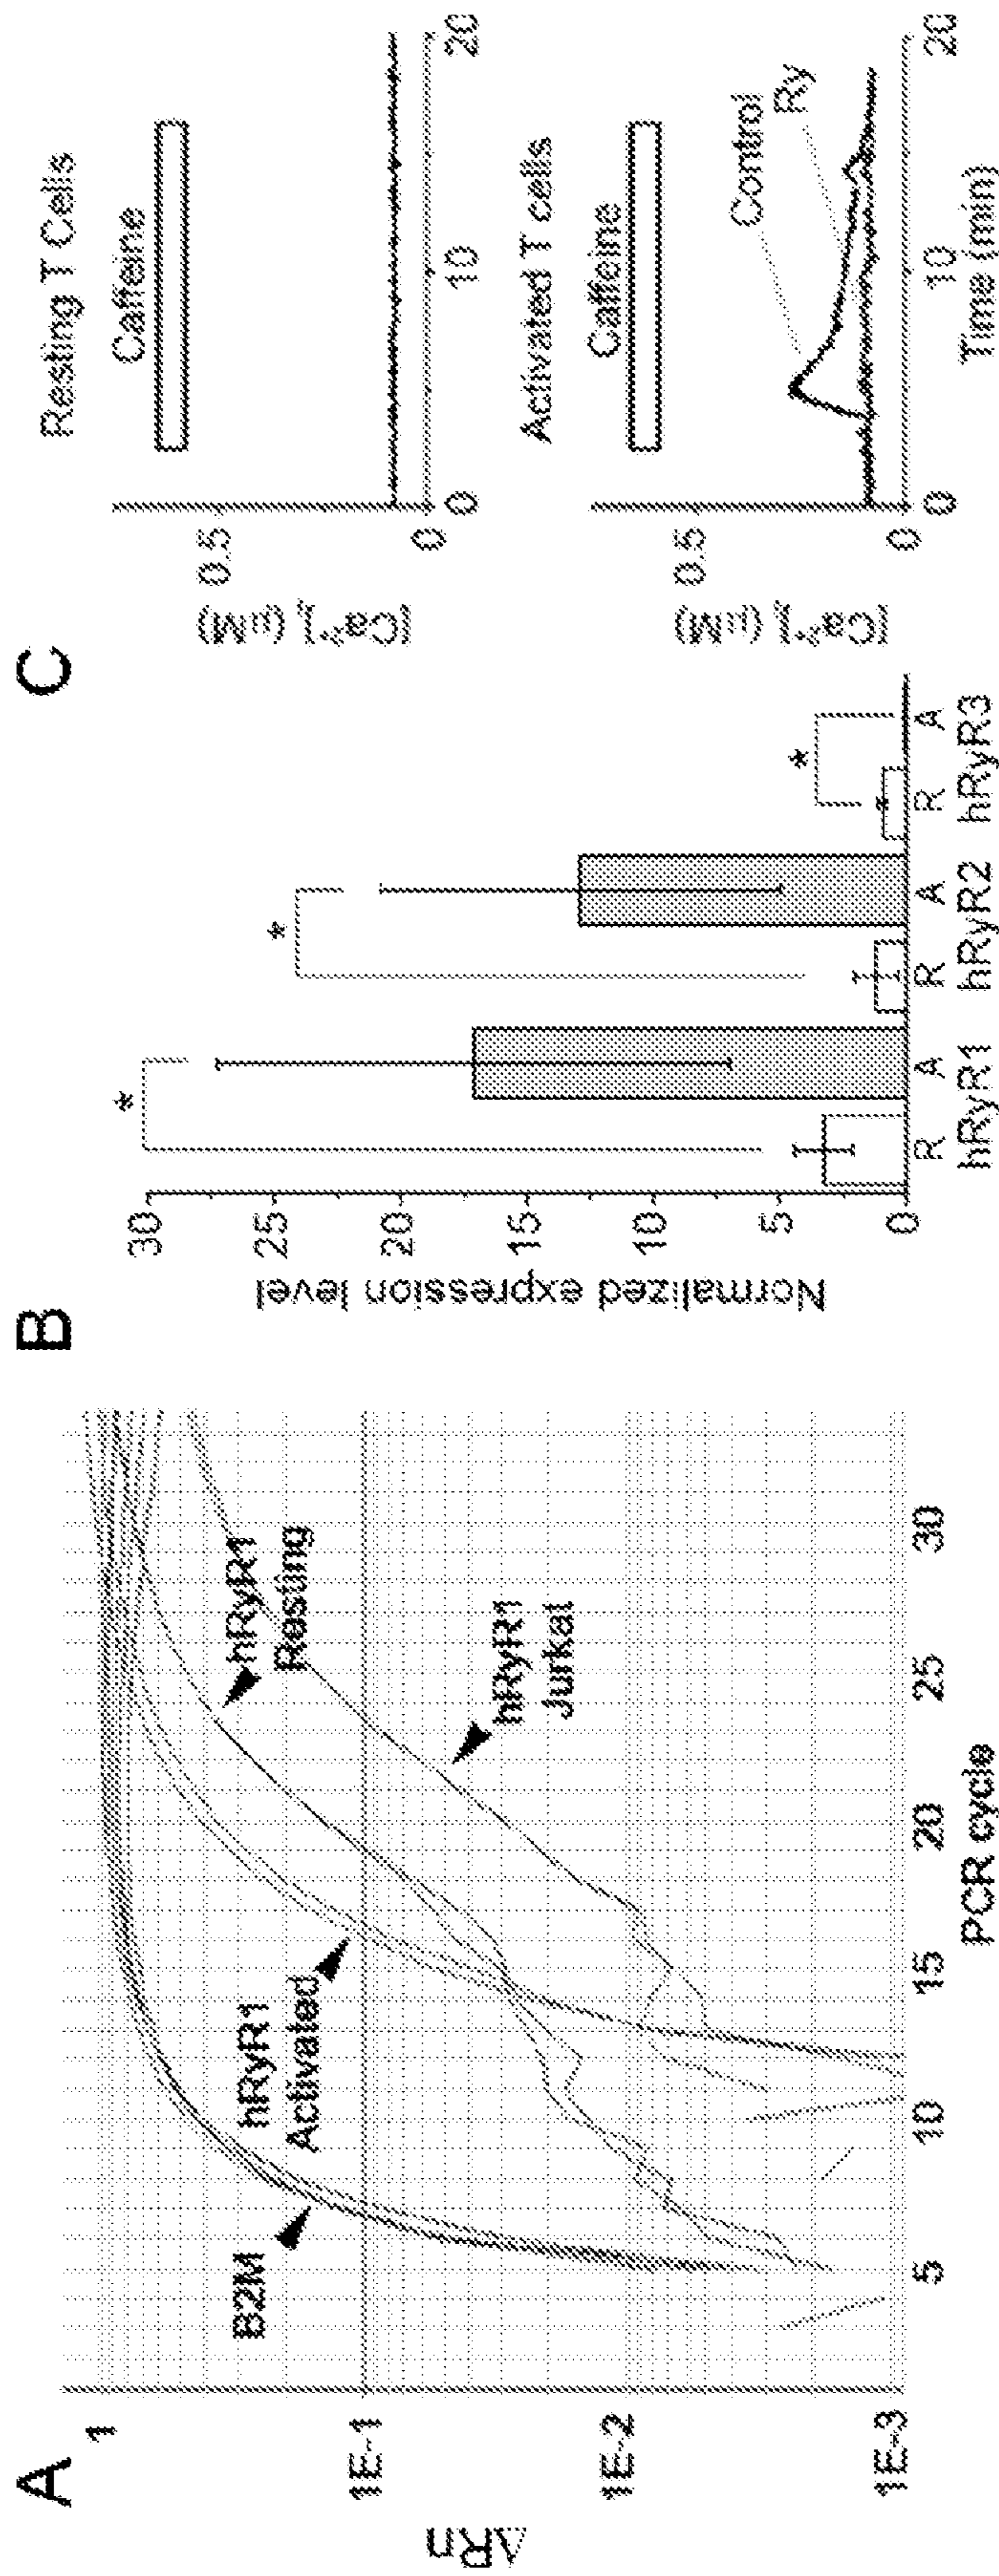 A
ΔRn
1
1E-1
1E-2
1E-3
B2M
hRyR1
Activated
hRyR1
Resting
hRyR1
Jurkat
5
10
15
20
25
30
PCR cycle
B
Normalized expression level
30
25
20
15
10
5
0
*
*
*
R A R A R A
hRyR1 hRyR2 hRyR3
C
Resting T Cells
Caffeine
[Ca²⁺]ᵢ (μM)
0.5
0
0 10 20
Activated T cells
Caffeine
Control
Ry
[Ca²⁺]ᵢ (μM)
0.5
0
0 10 20
Time (min)